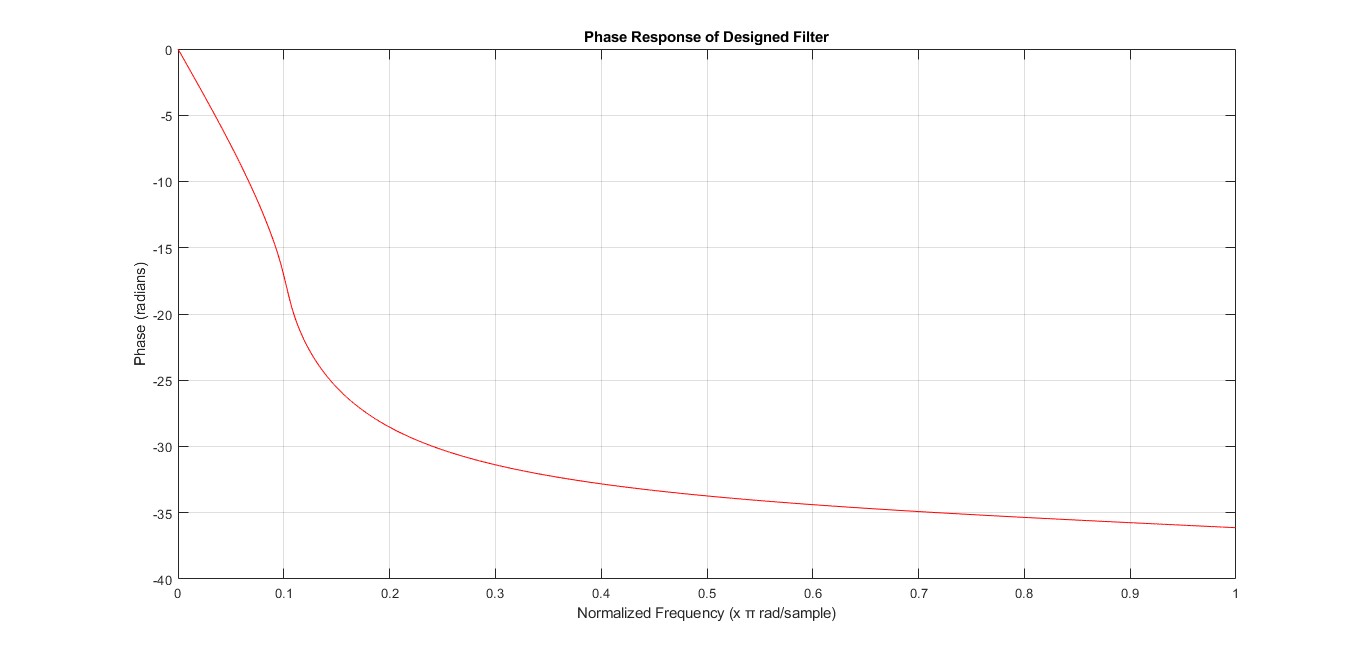 Phase Response of Designed Filter
0
-5
-10
-15
-20
-25
-30
-35
-40
Phase (radians)
0 0.1 0.2 0.3 0.4 0.5 0.6 0.7 0.8 0.9 1
Normalized Frequency (x π rad/sample)